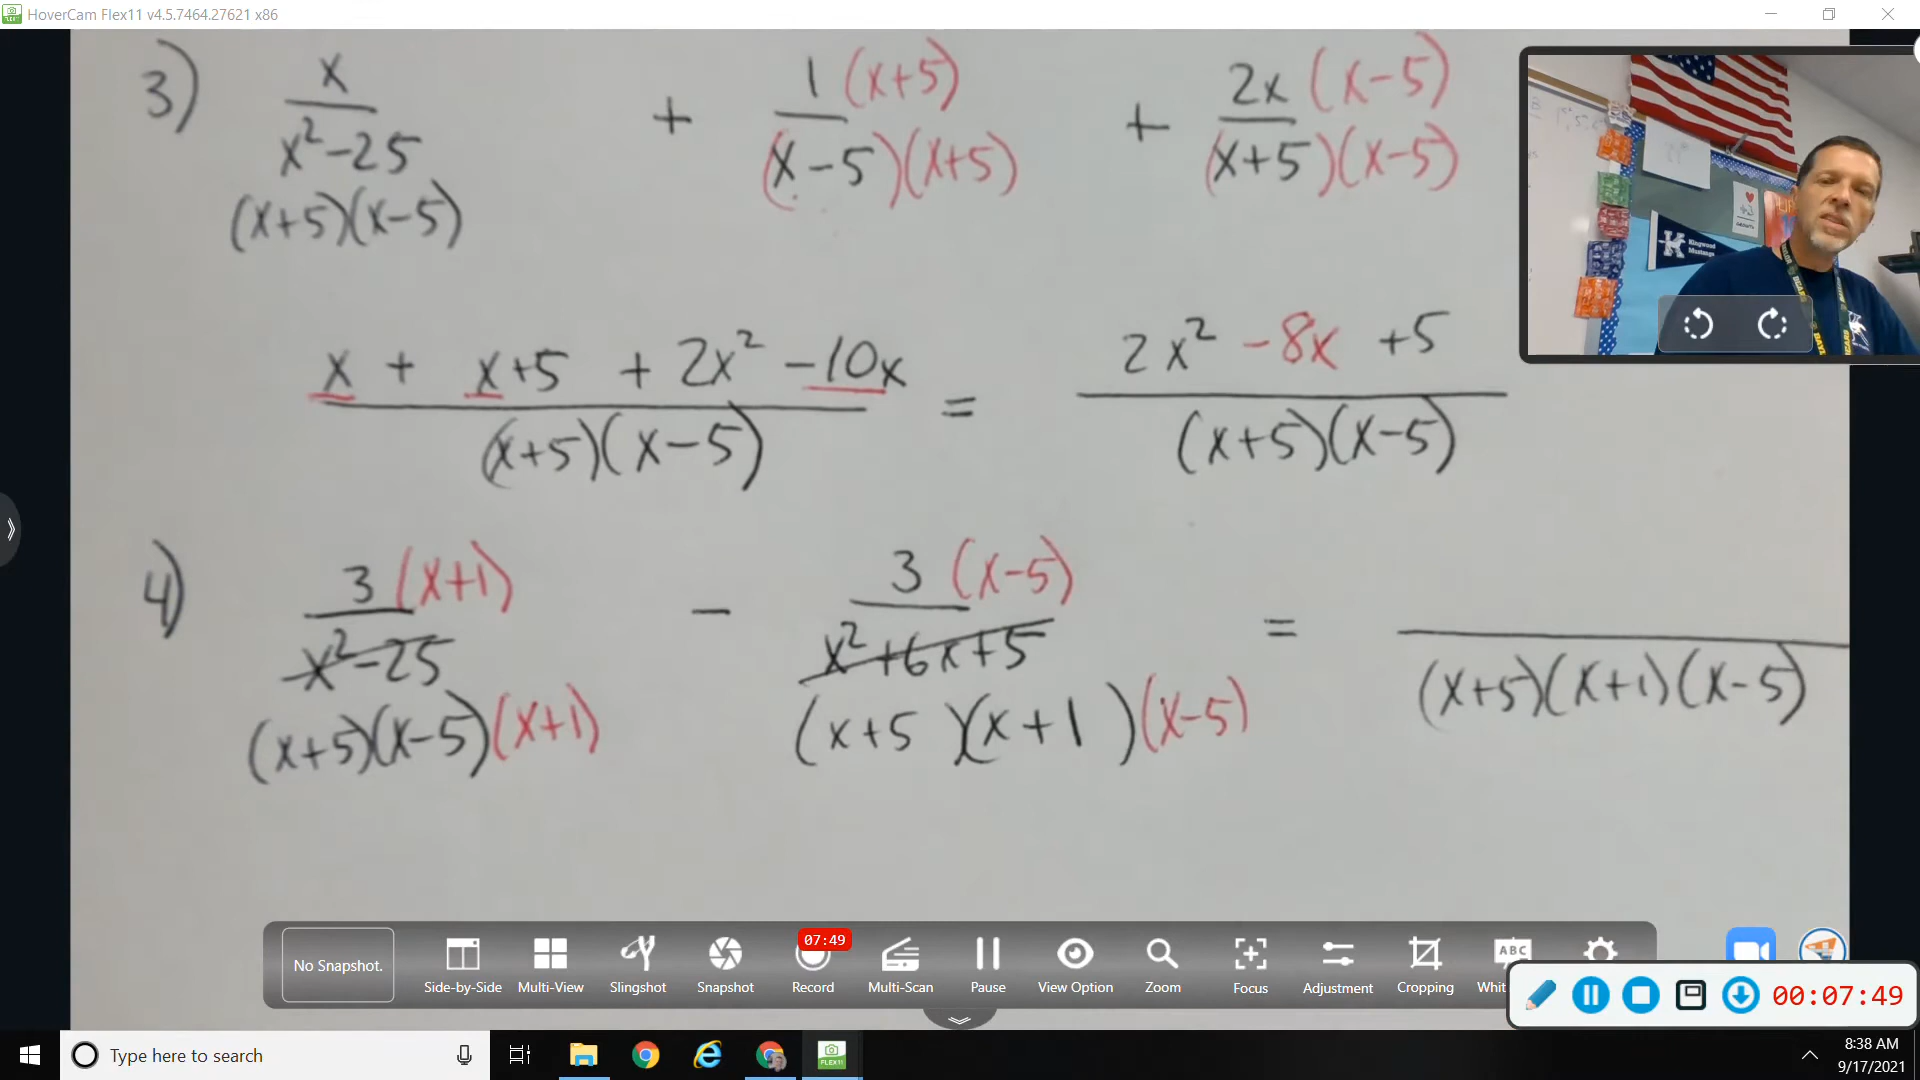 HoverCam Flex11 v4.5.7464.27621 x86
3) x / x² - 25 + 1(x+5) / (x-5)(x+5) + 2x(x-5) / (x+5)(x-5)
(x+5)(x-5)
x + x+5 + 2x² - 10x / (x+5)(x-5) = 2x² - 8x + 5 / (x+5)(x-5)
4) 3(x+1) / x² - 25 - 3(x-5) / x² + 6x + 5 = / (x+5)(x+1)(x-5)
(x+5)(x-5)(x+1) (x+5)(x+1)(x-5)
K Kingwood Mustangs
No Snapshot.
07:49
Side-by-Side Multi-View Slingshot Snapshot Record Multi-Scan Pause View Option Zoom Focus Adjustment Cropping Whit
ABC
00:07:49
Type here to search
FLEX11
8:38 AM
9/17/2021